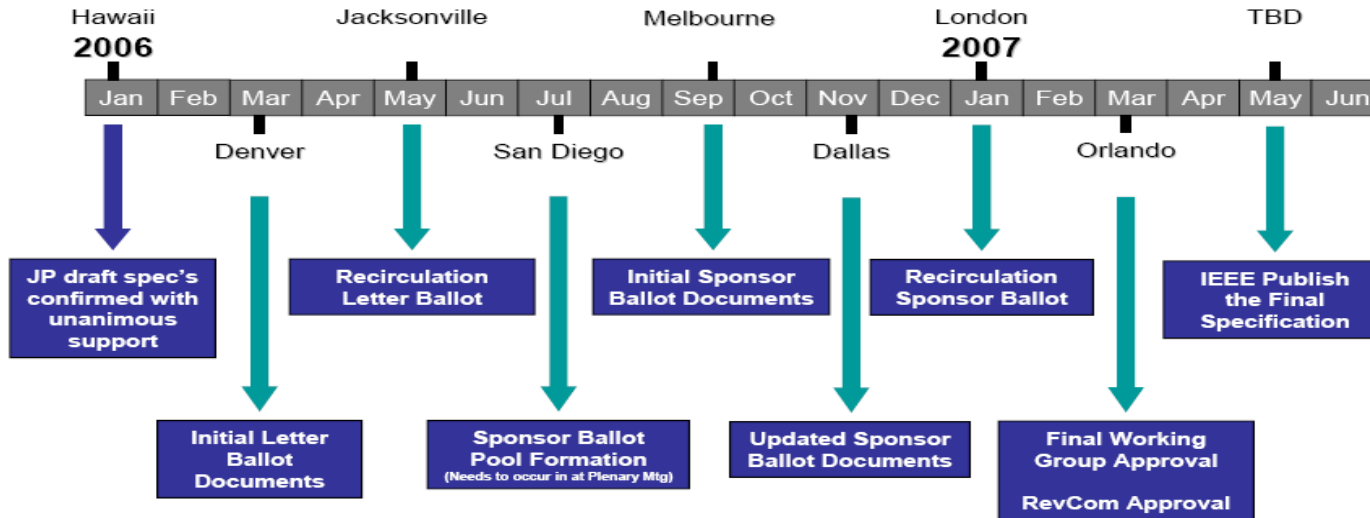 Hawaii
2006
Jacksonville
Melbourne
London
2007
TBD
Jan Feb Mar Apr May Jun Jul Aug Sep Oct Nov Dec Jan Feb Mar Apr May Jun
Denver
San Diego
Dallas
Orlando
JP draft spec's
confirmed with
unanimous
support
Recirculation
Letter Ballot
Initial Sponsor
Ballot Documents
Recirculation
Sponsor Ballot
IEEE Publish
the Final
Specification
Initial Letter
Ballot
Documents
Sponsor Ballot
Pool Formation
(Needs to occur in at Plenary Mtg)
Updated Sponsor
Ballot Documents
Final Working
Group Approval
RevCom Approval